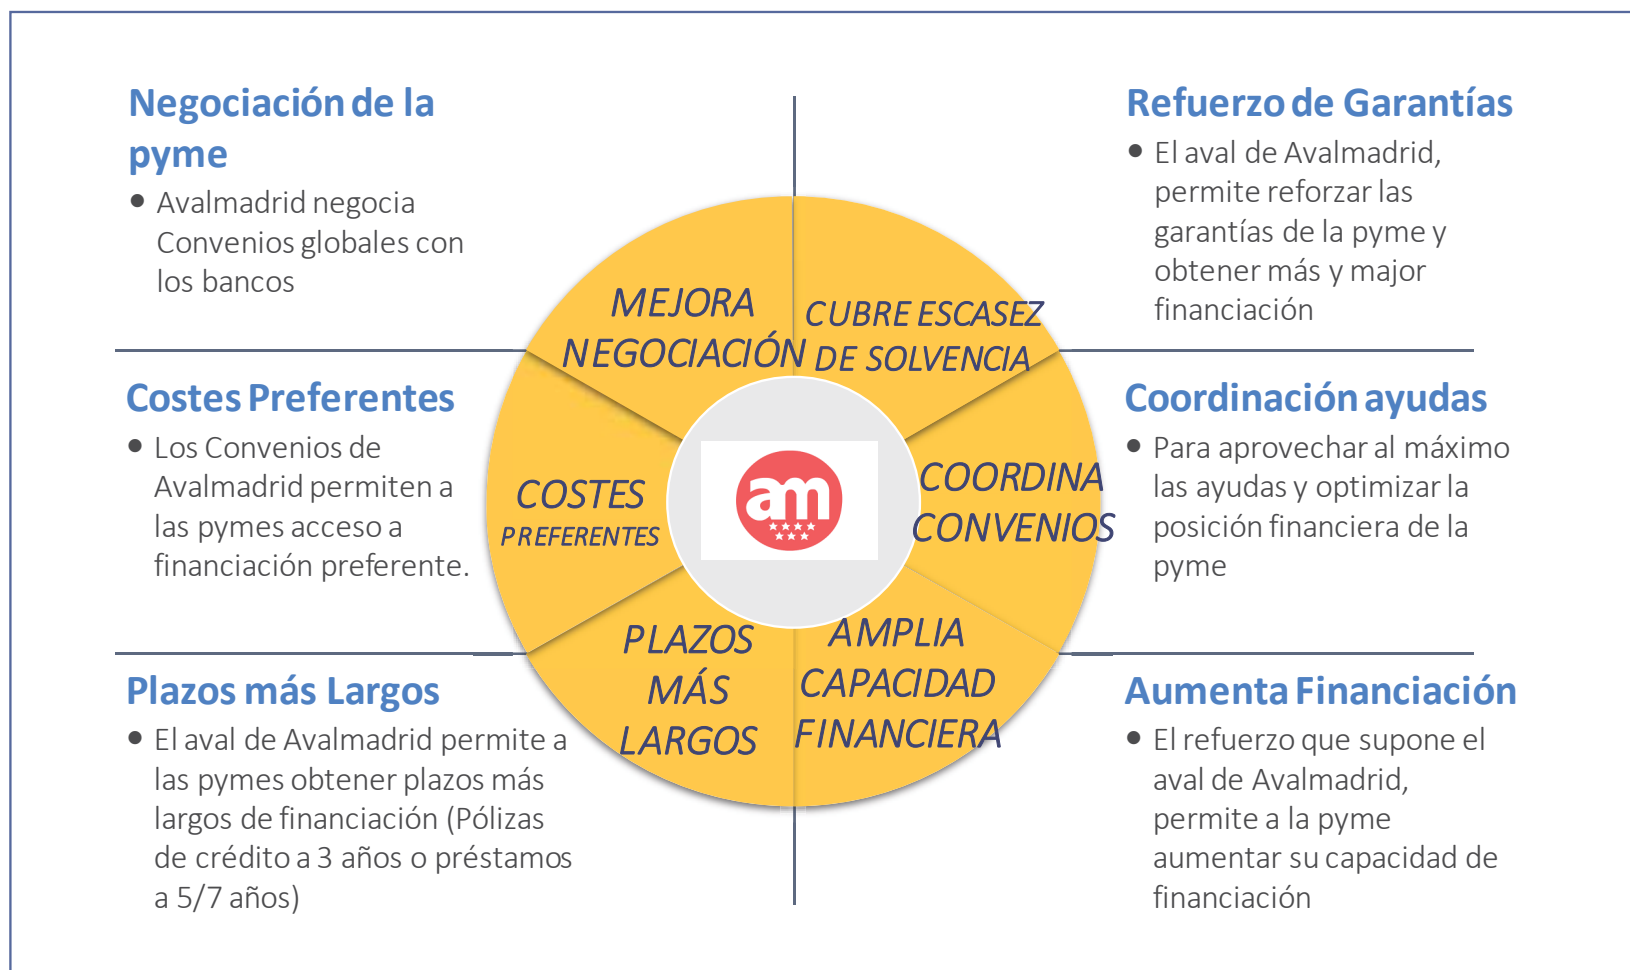 Negociación de la
pyme
• Avalmadrid negocia
Convenios globales con
los bancos
Refuerzo de Garantías
• El aval de Avalmadrid,
permite reforzar las
garantías de la pyme y
obtener más y major
financiación
MEJORA
NEGOCIACIÓN
CUBRE ESCASEZ
DE SOLVENCIA
Costes Preferentes
• Los Convenios de
Avalmadrid permiten a
las pymes acceso a
financiación preferente.
COSTES
PREFERENTES
am
COORDINA
CONVENIOS
Coordinación ayudas
• Para aprovechar al máximo
las ayudas y optimizar la
posición financiera de la
pyme
PLAZOS
MÁS
LARGOS
AMPLIA
CAPACIDAD
FINANCIERA
Plazos más Largos
• El aval de Avalmadrid permite a
las pymes obtener plazos más
largos de financiación (Pólizas
de crédito a 3 años o préstamos
a 5/7 años)
Aumenta Financiación
• El refuerzo que supone el
aval de Avalmadrid,
permite a la pyme
aumentar su capacidad de
financiación